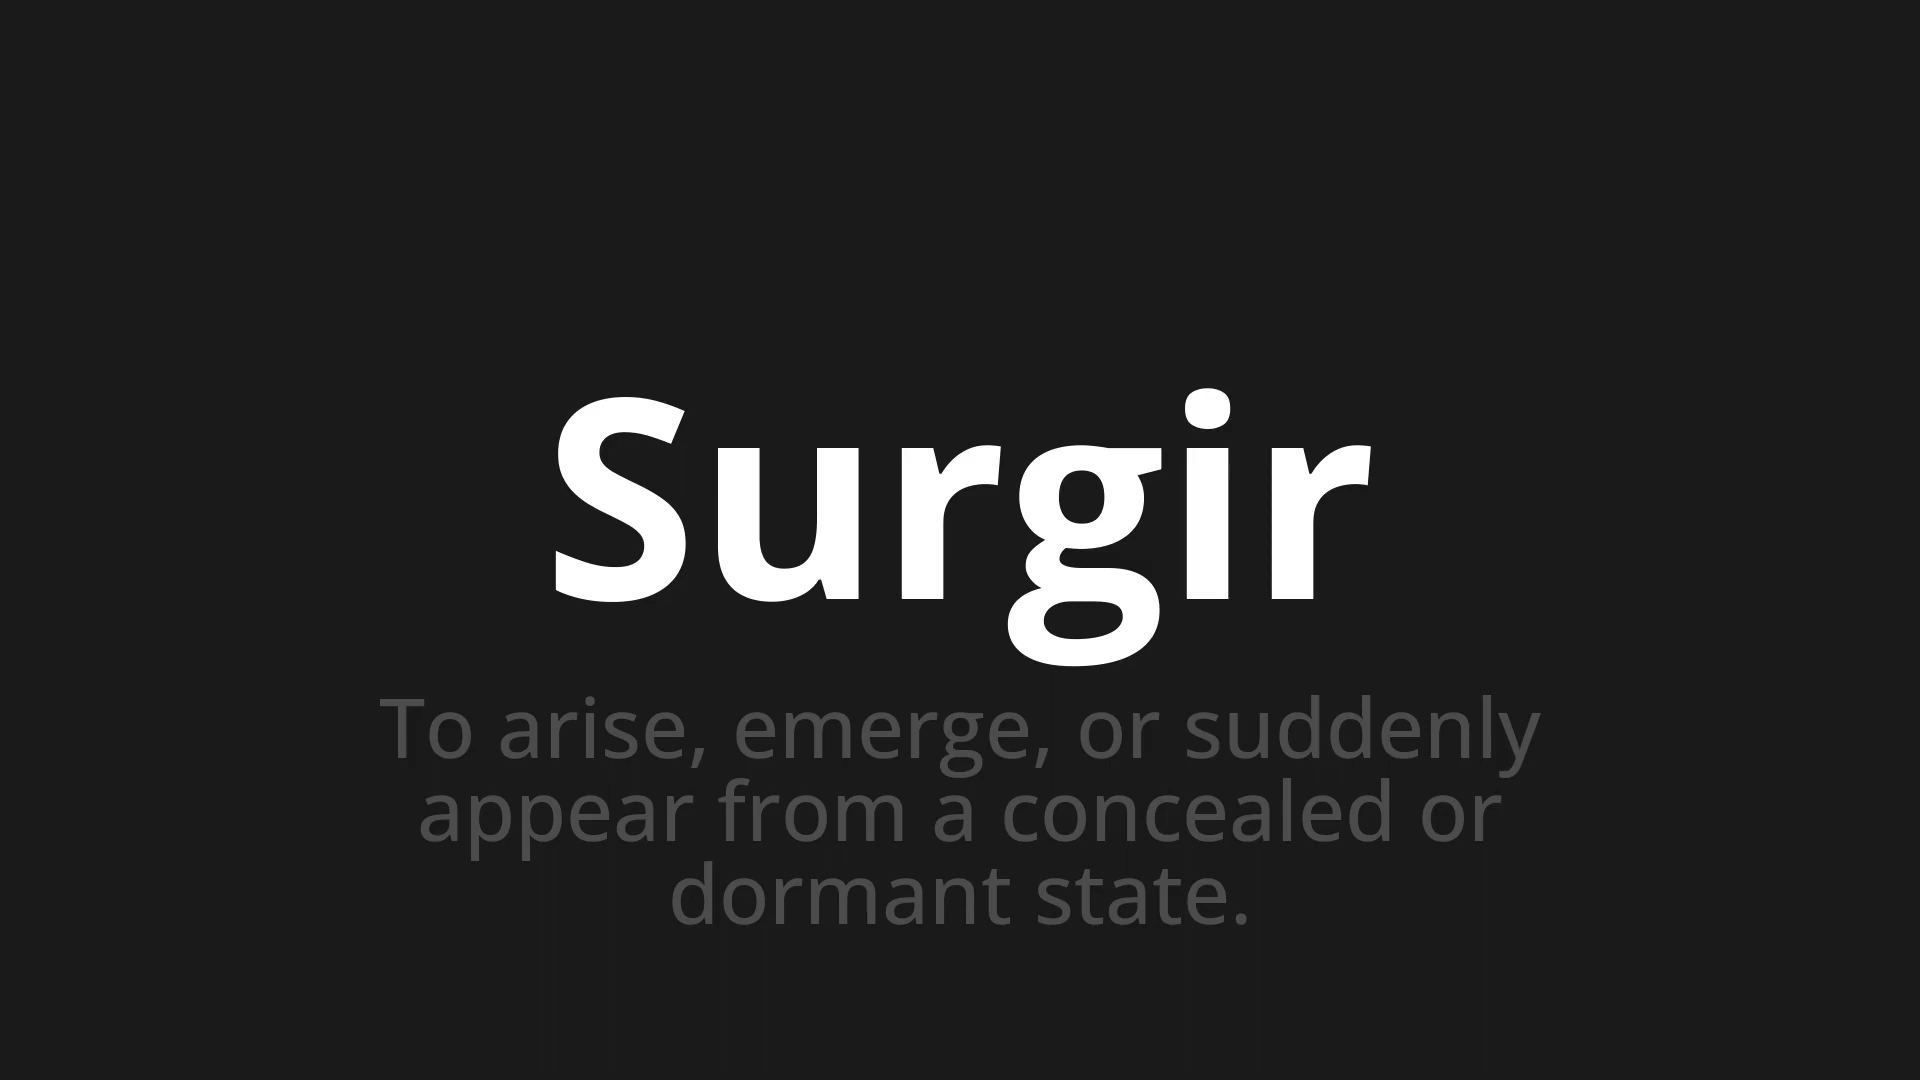 Surgir
To arise, emerge, or suddenly
appear from a concealed or
dormant state.